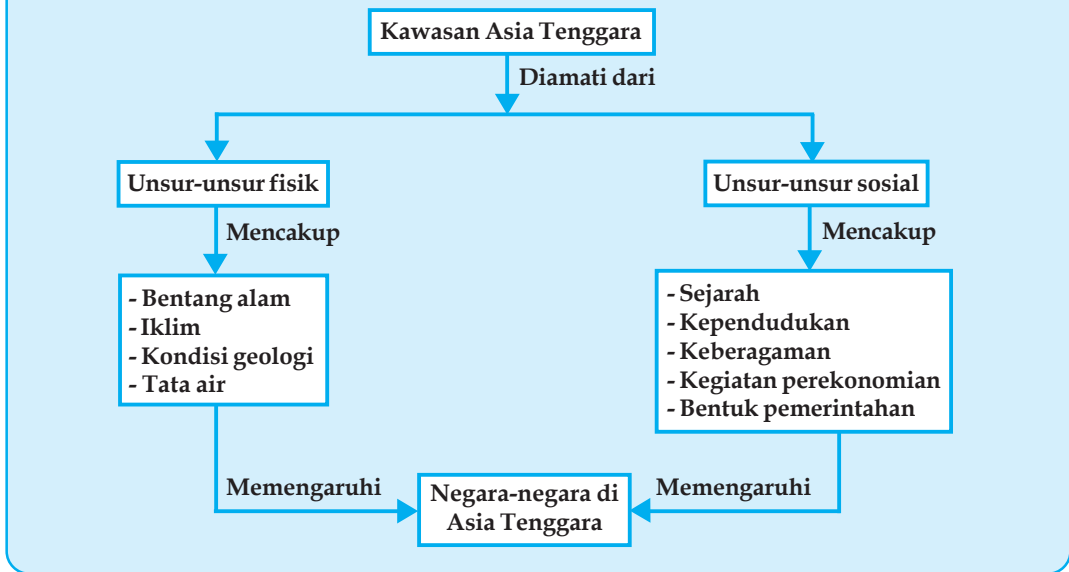 Kawasan Asia Tenggara
Diamati dari
Unsur-unsur fisik
Unsur-unsur sosial
Mencakup
Mencakup
- Bentang alam
- Iklim
- Kondisi geologi
- Tata air
- Sejarah
- Kependudukan
- Keberagaman
- Kegiatan perekonomian
- Bentuk pemerintahan
Memengaruhi
Negara-negara di
Asia Tenggara
Memengaruhi